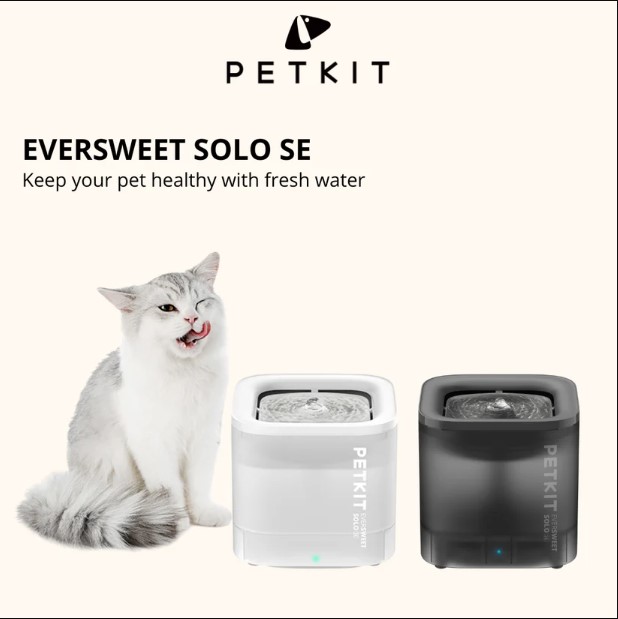 PETKIT
EVERSWEET SOLO SE
Keep your pet healthy with fresh water
PETKIT
EVERSWEET
SOLO SE
PETKIT
EVERSWEET
SOLO SE